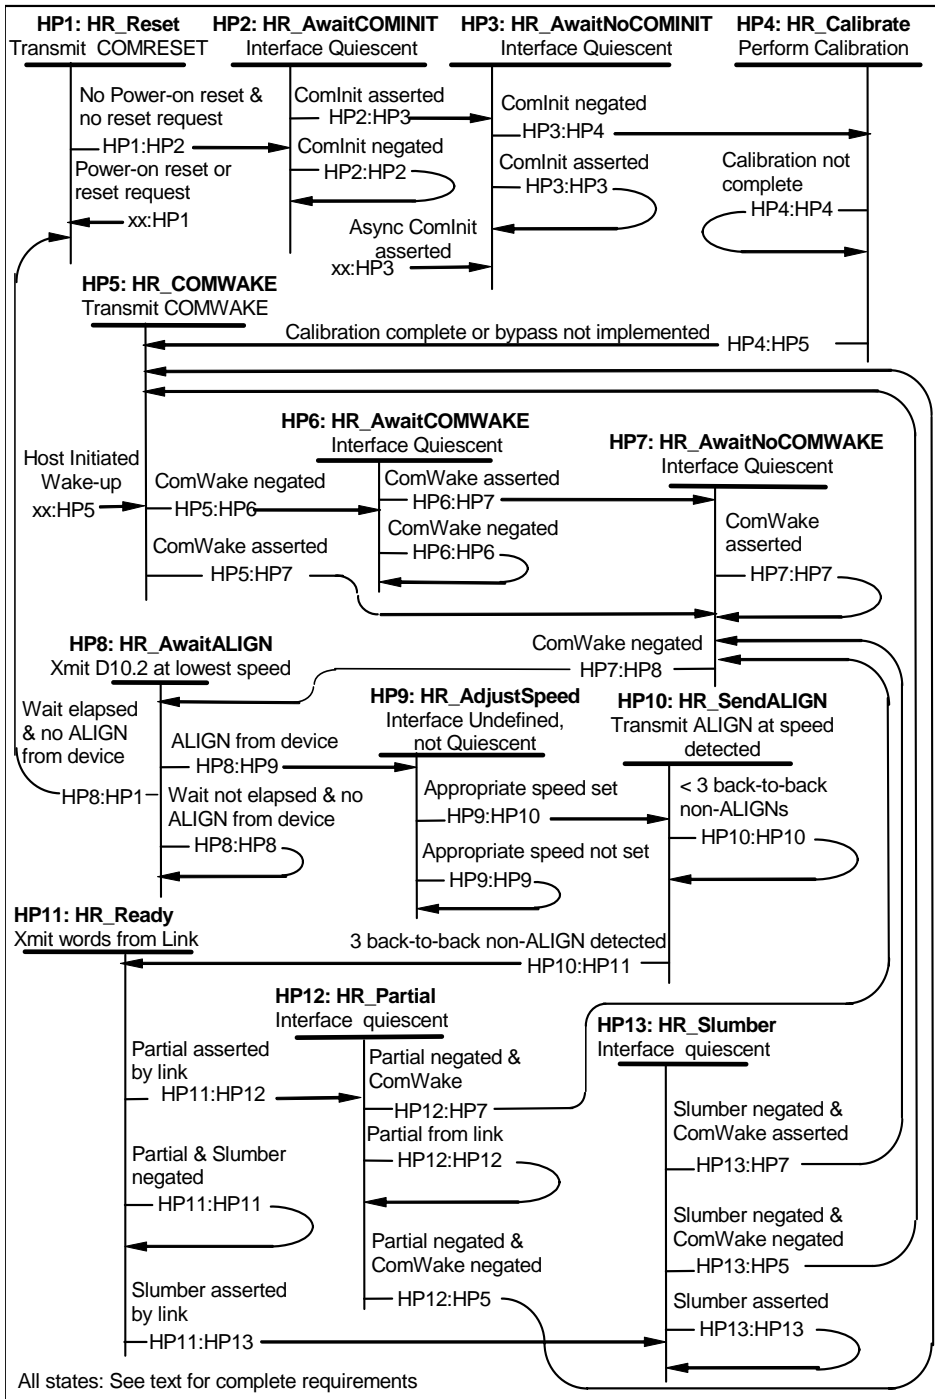 HP1: HR_Reset
Transmit COMRESET
HP2: HR_AwaitCOMINIT
Interface Quiescent
HP3: HR_AwaitNoCOMINIT
Interface Quiescent
HP4: HR_Calibrate
Perform Calibration
No Power-on reset &
no reset request
HP1:HP2
Power-on reset or
reset request
xx:HP1
ComInit asserted
HP2:HP3
ComInit negated
HP2:HP2
ComInit negated
HP3:HP4
ComInit asserted
HP3:HP3
Async ComInit
asserted
xx:HP3
Calibration not
complete
HP4:HP4
HP5: HR_COMWAKE
Transmit COMWAKE
Calibration complete or bypass not implemented
HP4:HP5
HP6: HR_AwaitCOMWAKE
Interface Quiescent
HP7: HR_AwaitNoCOMWAKE
Interface Quiescent
Host Initiated
Wake-up
xx:HP5
ComWake negated
HP5:HP6
ComWake asserted
HP5:HP7
ComWake asserted
HP6:HP7
ComWake negated
HP6:HP6
ComWake
asserted
HP7:HP7
ComWake negated
HP7:HP8
HP8: HR_AwaitALIGN
Xmit D10.2 at lowest speed
HP9: HR_AdjustSpeed
Interface Undefined,
not Quiescent
HP10: HR_SendALIGN
Transmit ALIGN at speed
detected
Wait elapsed
& no ALIGN
from device
HP8:HP1
ALIGN from device
HP8:HP9
Wait not elapsed & no
ALIGN from device
HP8:HP8
Appropriate speed set
HP9:HP10
Appropriate speed not set
HP9:HP9
< 3 back-to-back
non-ALIGNs
HP10:HP10
HP11: HR_Ready
Xmit words from Link
3 back-to-back non-ALIGN detected
HP10:HP11
HP12: HR_Partial
Interface quiescent
HP13: HR_Slumber
Interface quiescent
Partial asserted
by link
HP11:HP12
Partial & Slumber
negated
HP11:HP11
Slumber asserted
by link
HP11:HP13
Partial negated &
ComWake
HP12:HP7
Partial from link
HP12:HP12
Partial negated &
ComWake negated
HP12:HP5
Slumber negated &
ComWake asserted
HP13:HP7
Slumber negated &
ComWake negated
HP13:HP5
Slumber asserted
HP13:HP13
All states: See text for complete requirements